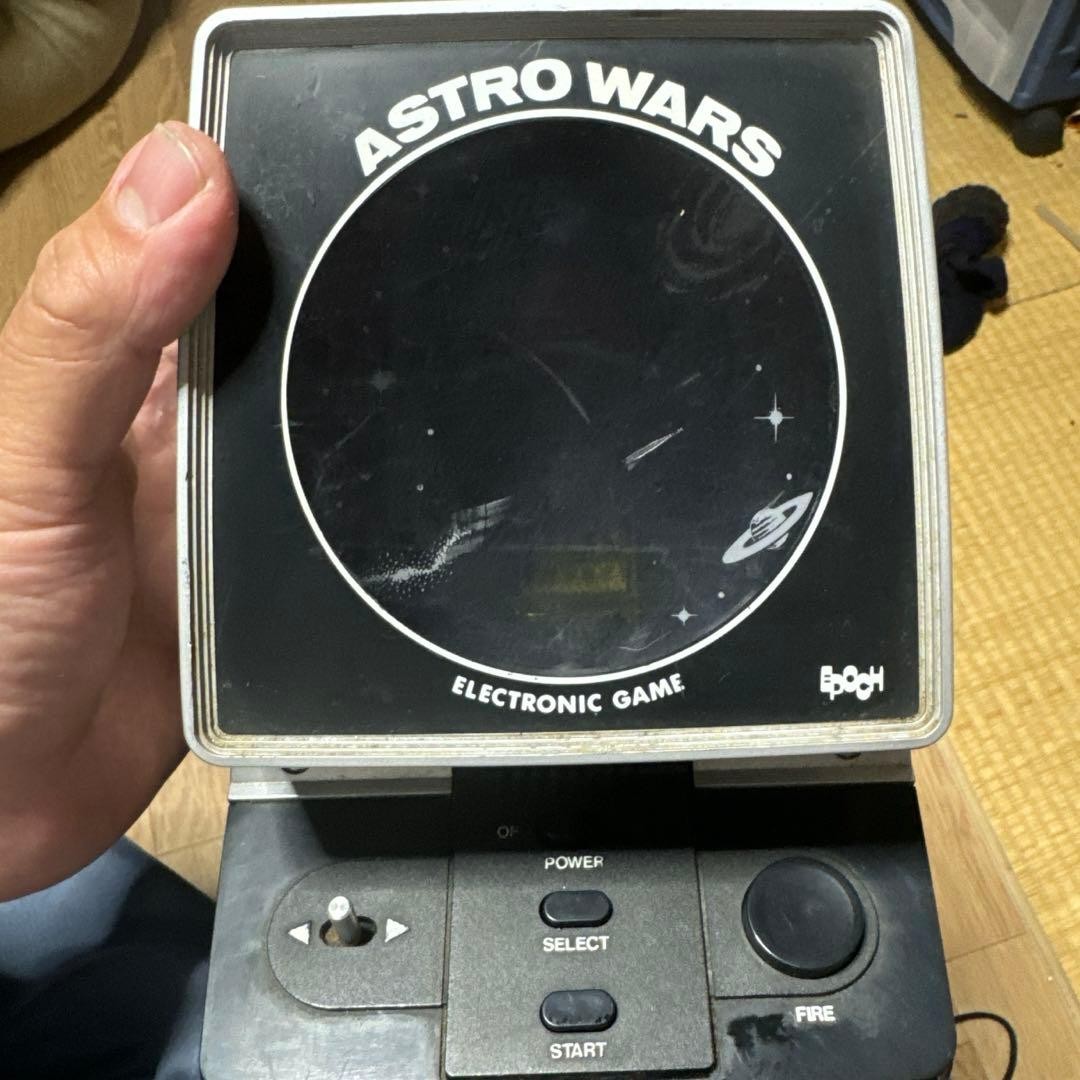 ASTRO WARS
ELECTRONIC GAME
EPOCH
POWER
SELECT
FIRE
START